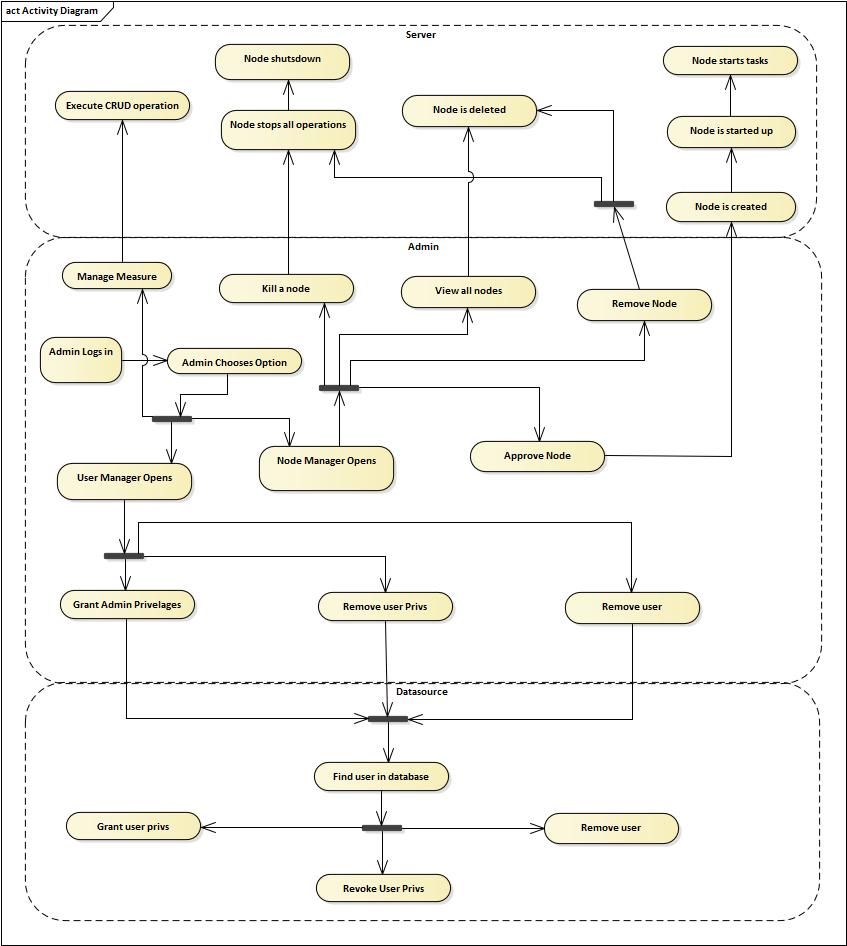 act Activity Diagram
Server
Node shutsdown
Node starts tasks
Execute CRUD operation
Node stops all operations
Node is deleted
Node is started up
Node is created
Admin
Manage Measure
Kill a node
View all nodes
Remove Node
Admin Logs in
Admin Chooses Option
Node Manager Opens
Approve Node
User Manager Opens
Grant Admin Privelages
Remove user Privs
Remove user
Datasource
Find user in database
Grant user privs
Remove user
Revoke User Privs